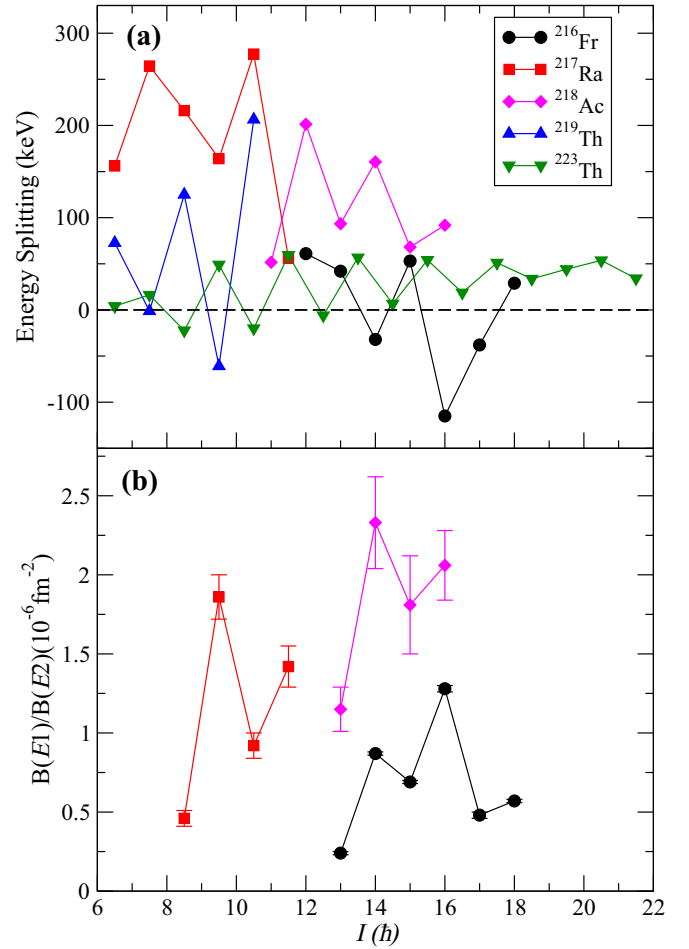 (a)
²¹⁶Fr
²¹⁷Ra
²¹⁸Ac
²¹⁹Th
²²³Th
300
200
100
0
-100
Energy Splitting (keV)
(b)
2.5
2
1.5
1
0.5
0
B(E1)/B(E2)(10⁻⁶fm⁻²)
6 8 10 12 14 16 18 20 22
I (ħ)